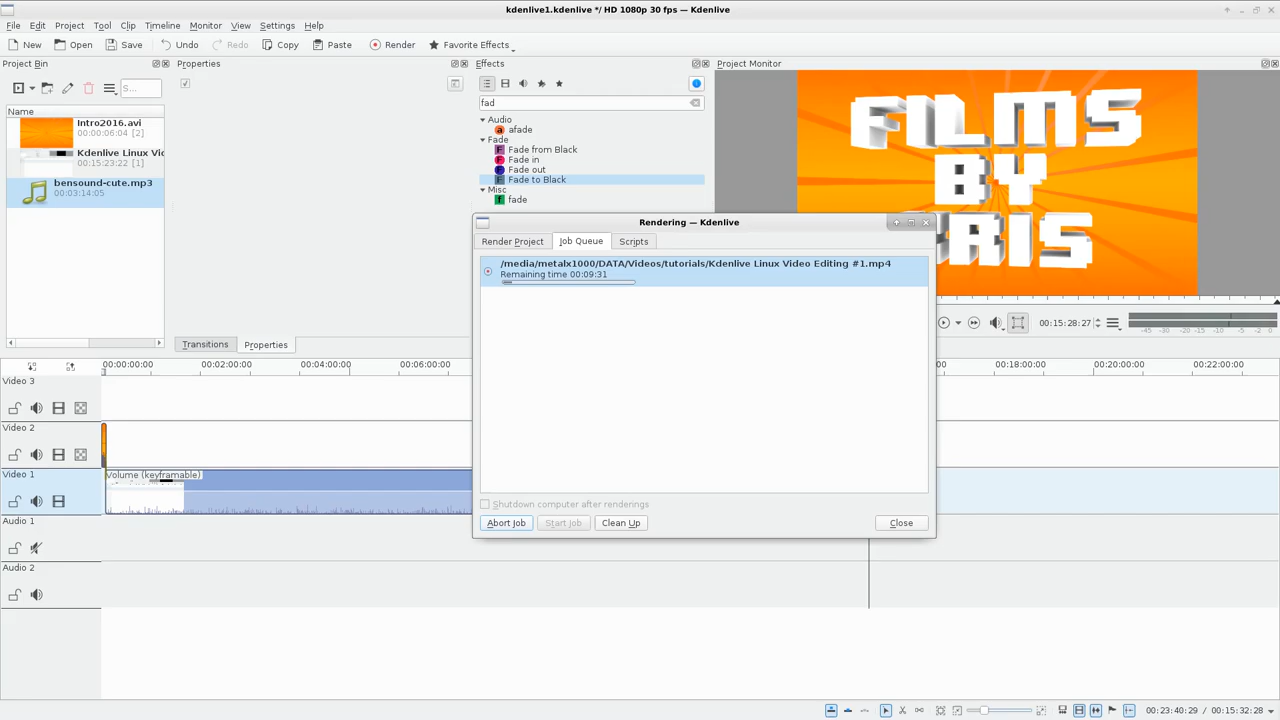 kdenlive1.kdenlive */ HD 1080p 30 fps — Kdenlive
File Edit Project Tool Clip Timeline Monitor View Settings Help
New Open Save Undo Redo Copy Paste Render Favorite Effects
Project Bin
S...
Name
Intro2016.avi
00:00:06:04 [2]
Kdenlive Linux Vic
00:15:23:22 [1]
bensound-cute.mp3
00:03:14:05
Properties
Transitions Properties
Effects
fad
Audio
afade
Fade
Fade from Black
Fade in
Fade out
Fade to Black
Misc
fade
Project Monitor
FILMS
BY
RIS
00:15:28:27
-45 -30 -20 -10 -5 -2 0
Rendering — Kdenlive
Render Project Job Queue Scripts
/media/metalx1000/DATA/Videos/tutorials/Kdenlive Linux Video Editing #1.mp4
Remaining time 00:09:31
Shutdown computer after renderings
Abort Job Start Job Clean Up Close
00:00:00:00 00:02:00:00 00:04:00:00 00:06:00:00 00:18:00:00 00:20:00:00 00:22:00:00
Video 3
Video 2
Video 1
Volume (keyframable)
Audio 1
Audio 2
00:23:40:29 / 00:15:32:28